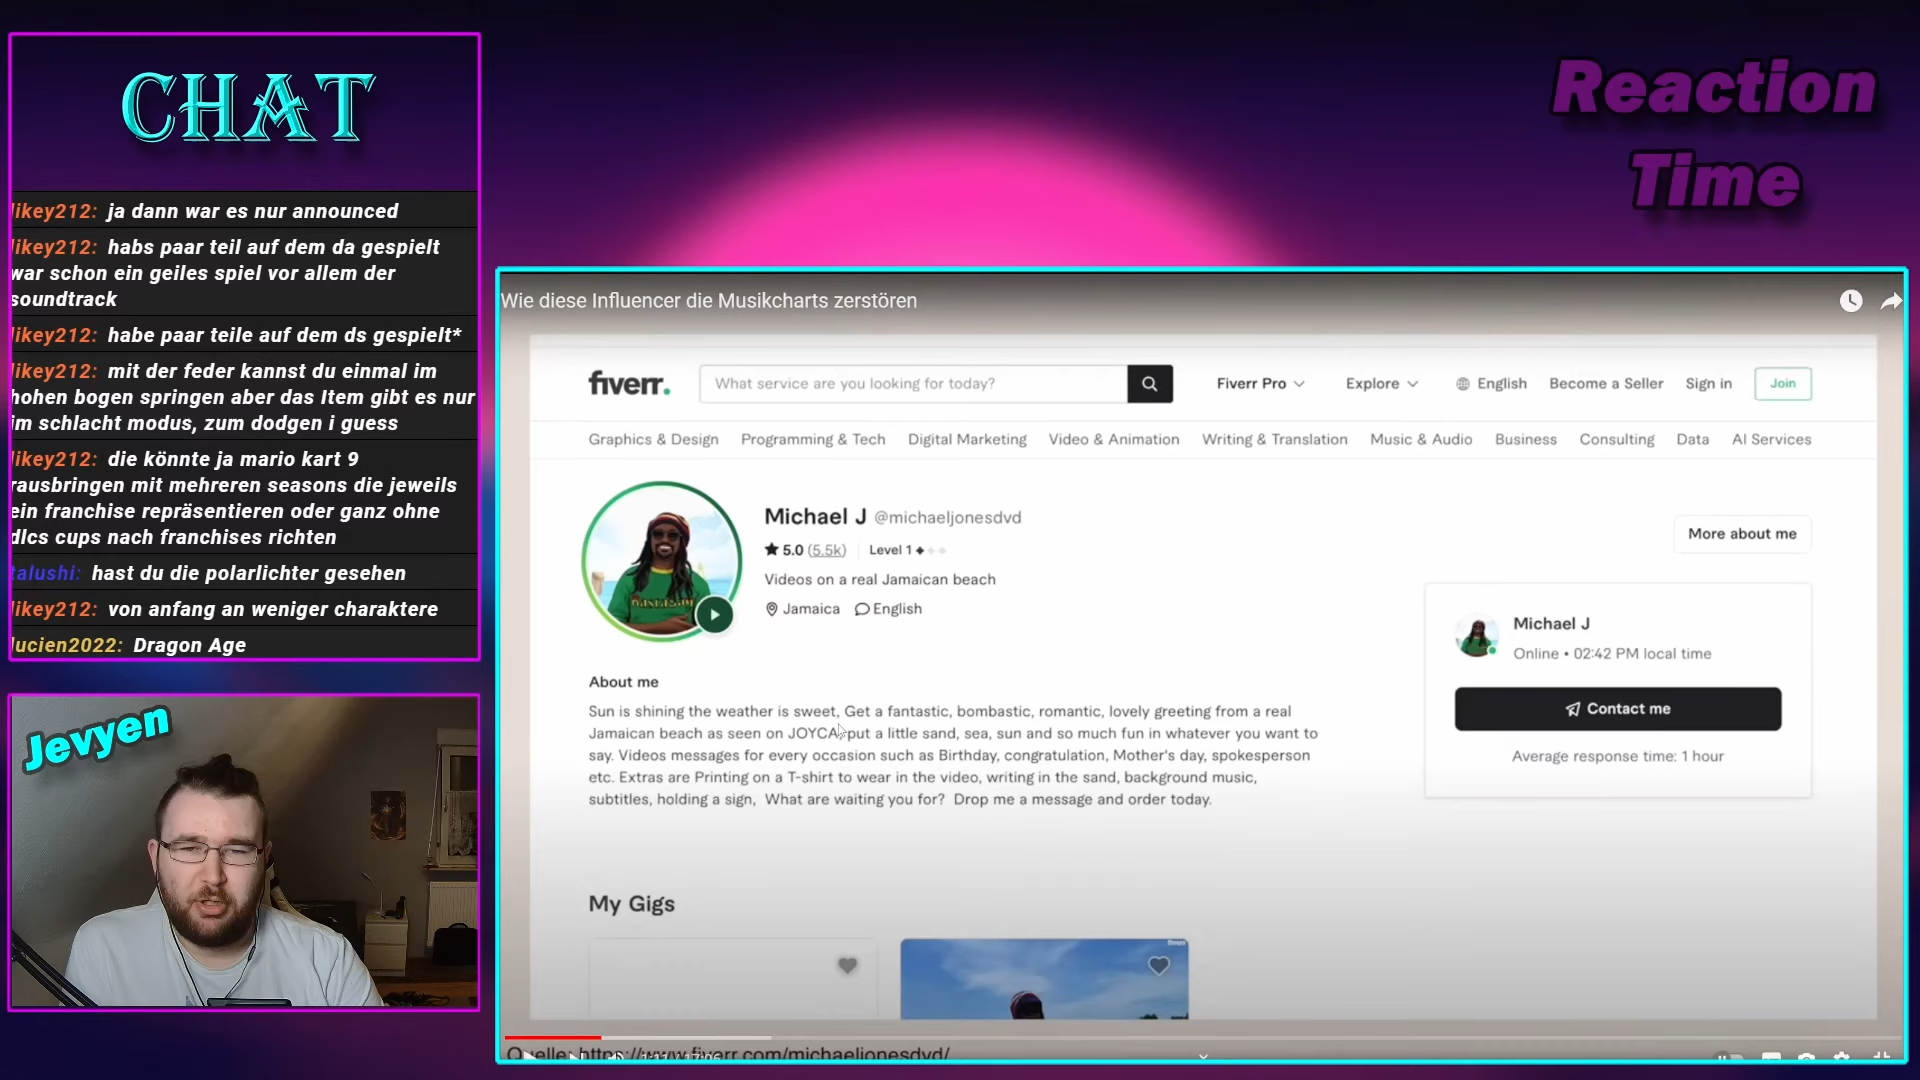 CHAT
likey212: ja dann war es nur announced
likey212: habs paar teil auf dem da gespielt
war schon ein geiles spiel vor allem der
soundtrack
likey212: habe paar teile auf dem ds gespielt*
likey212: mit der feder kannst du einmal im
hohen bogen springen aber das Item gibt es nur
im schlacht modus, zum dodgen i guess
likey212: die könnte ja mario kart 9
rausbringen mit mehreren seasons die jeweils
ein franchise repräsentieren oder ganz ohne
dlcs cups nach franchises richten
talushi: hast du die polarlichter gesehen
likey212: von anfang an weniger charaktere
lucien2022: Dragon Age
Jevyen
Reaction
Time
Wie diese Influencer die Musikcharts zerstören
fiverr.
What service are you looking for today?
Fiverr Pro
Explore
English
Become a Seller
Sign in
Join
Graphics & Design
Programming & Tech
Digital Marketing
Video & Animation
Writing & Translation
Music & Audio
Business
Consulting
Data
AI Services
Michael J @michaeljonesdvd
5.0 (5.5k) Level 1
Videos on a real Jamaican beach
Jamaica English
More about me
Michael J
Online • 02:42 PM local time
Contact me
Average response time: 1 hour
About me
Sun is shining the weather is sweet, Get a fantastic, bombastic, romantic, lovely greeting from a real
Jamaican beach as seen on JOYCA, put a little sand, sea, sun and so much fun in whatever you want to
say. Videos messages for every occasion such as Birthday, congratulation, Mother's day, spokesperson
etc. Extras are Printing on a T-shirt to wear in the video, writing in the sand, background music,
subtitles, holding a sign, What are waiting you for? Drop me a message and order today.
My Gigs
Quelle: https://www.fiverr.com/michaeljonesdvd/